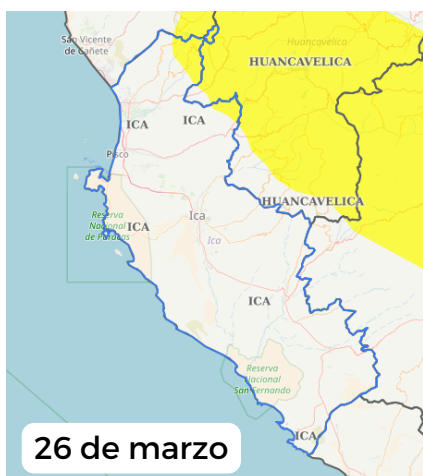 San Vicente
de Cañete
Huancavelica
HUANCAVELICA
ICA
ICA
Pisco
HUANCAVELICA
Reserva
Nacional
de Paracas
ICA
Ica
Ica
ICA
Reserva
Nacional
San Fernando
ICA
26 de marzo